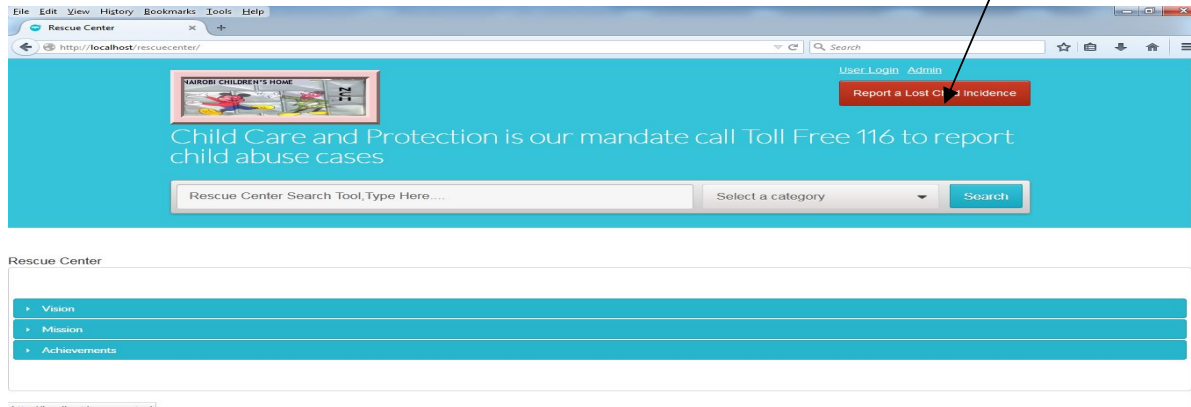 File Edit View History Bookmarks Tools Help
Rescue Center × +
http://localhost/rescuecenter/ Search
User Login Admin
NAIROBI CHILDREN'S HOME
NCH
Report a Lost Child Incidence
Child Care and Protection is our mandate call Toll Free 116 to report
child abuse cases
Rescue Center Search Tool,Type Here.... Select a category Search
Rescue Center
Vision
Mission
Achievements